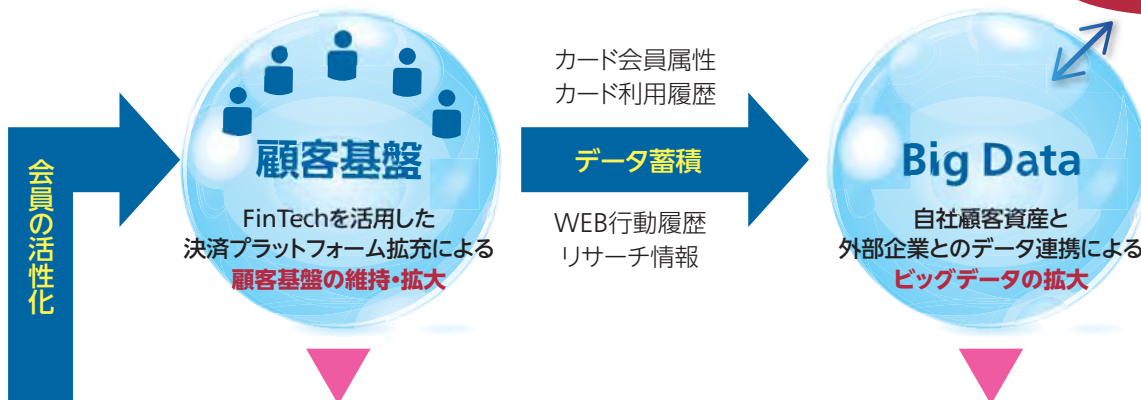 会員の活性化
顧客基盤
FinTechを活用した
決済プラットフォーム拡充による
顧客基盤の維持・拡大
カード会員属性
カード利用履歴
データ蓄積
WEB行動履歴
リサーチ情報
Big Data
自社顧客資産と
外部企業とのデータ連携による
ビッグデータの拡大